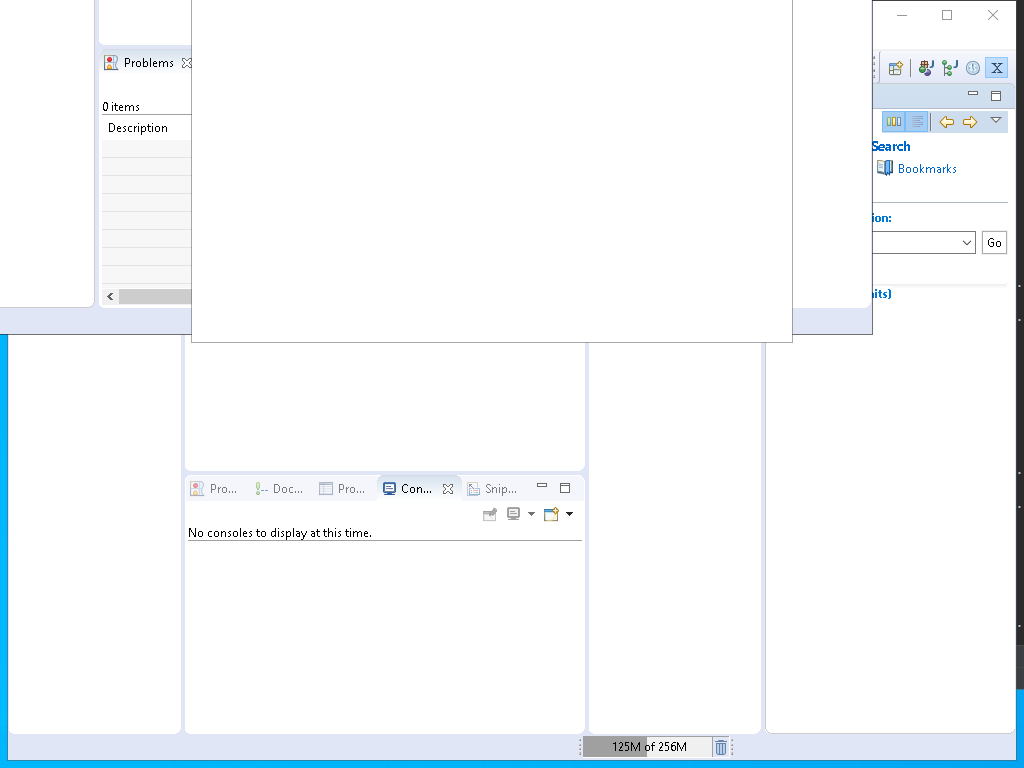 Problems
0 items
Description
X
Search
Bookmarks
ion:
Go
its)
Pro...
Doc...
Pro...
Con...
Snip...
No consoles to display at this time.
125M of 256M